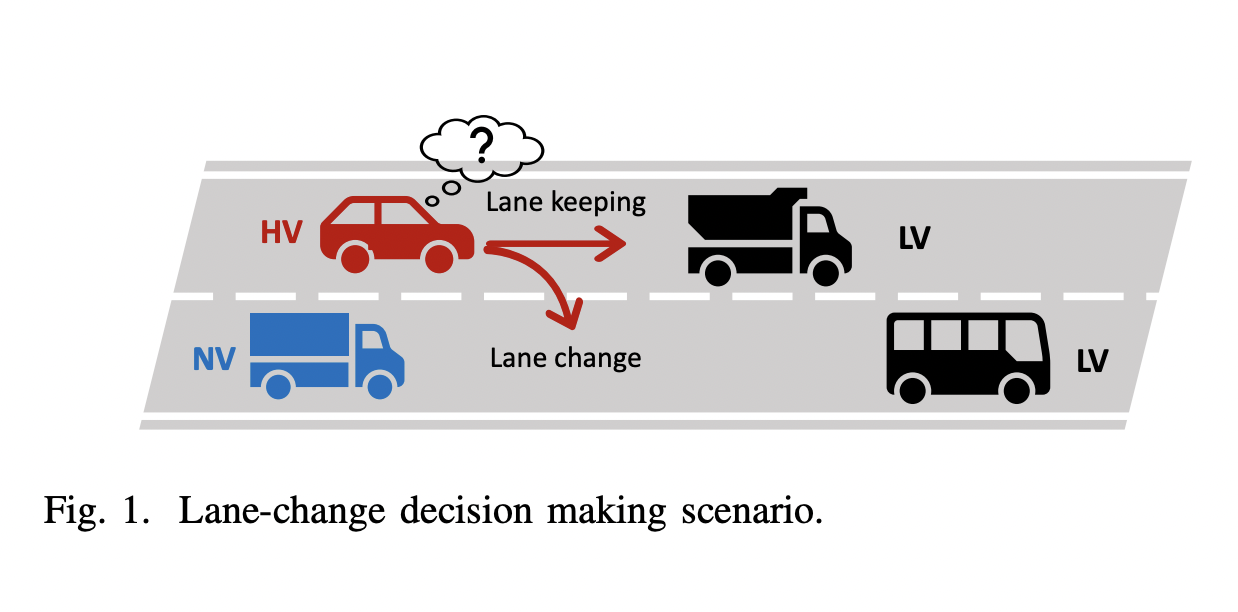 ?
Lane keeping
HV
LV
NV
Lane change
LV
Fig. 1. Lane-change decision making scenario.